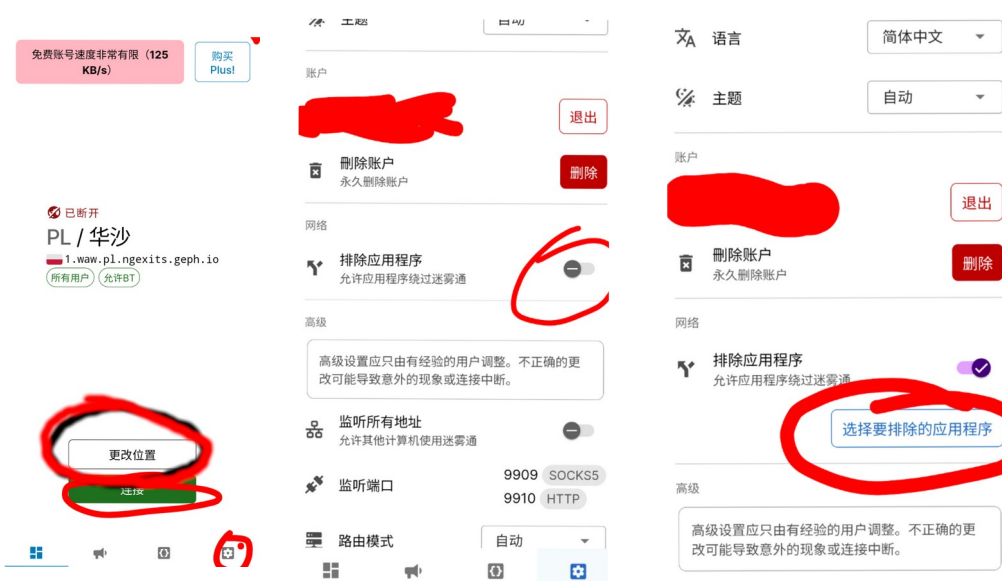 免费账号速度非常有限（125
KB/s）
购买
Plus!
已断开
PL / 华沙
1.waw.pl.ngexits.geph.io
所有用户
允许BT
更改位置
连接
主题
自动
账户
退出
删除账户
永久删除账户
删除
网络
排除应用程序
允许应用程序绕过迷雾通
高级
高级设置应只由有经验的用户调整。不正确的更
改可能导致意外的现象或连接中断。
监听所有地址
允许其他计算机使用迷雾通
监听端口
9909 SOCKS5
9910 HTTP
路由模式
自动
语言
简体中文
主题
自动
账户
退出
删除账户
永久删除账户
删除
网络
排除应用程序
允许应用程序绕过迷雾通
选择要排除的应用程序
高级
高级设置应只由有经验的用户调整。不正确的更
改可能导致意外的现象或连接中断。